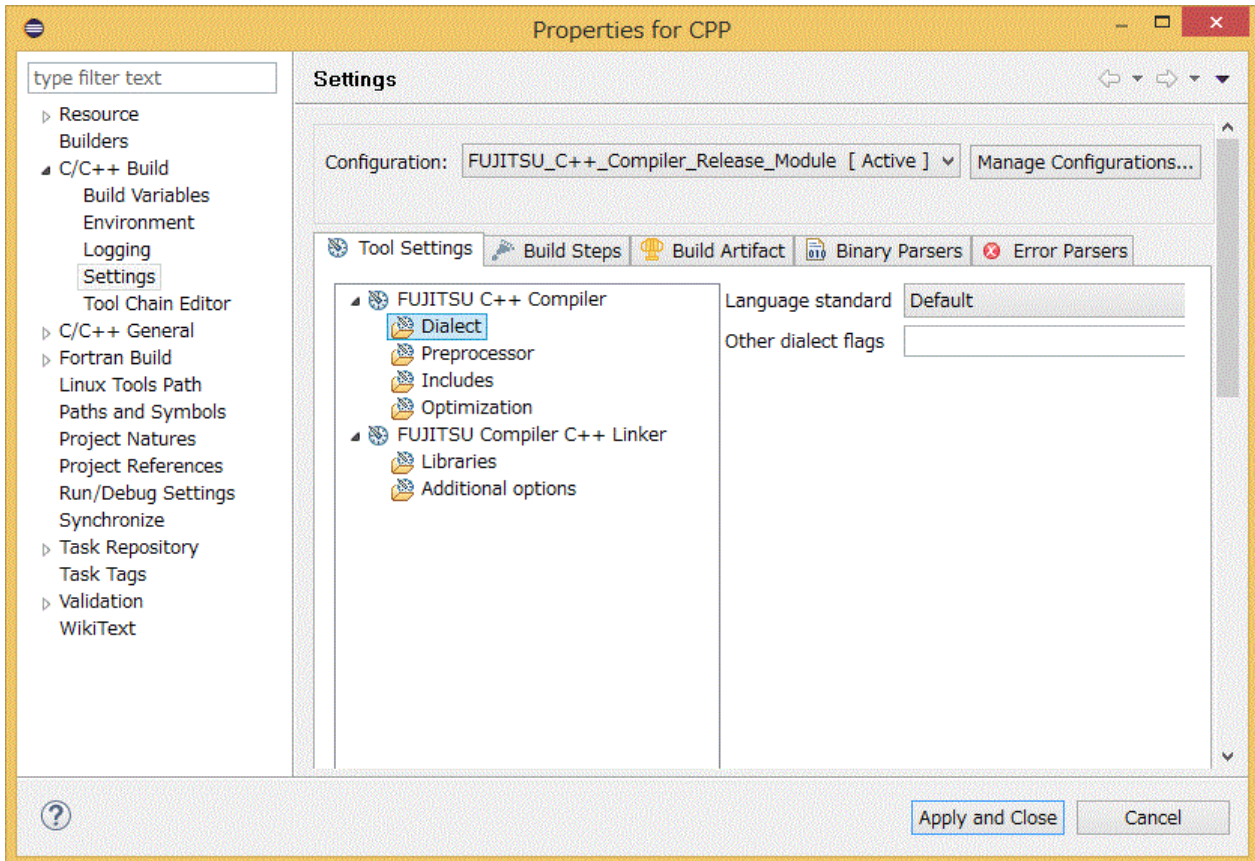 Properties for CPP
type filter text
Resource
Builders
C/C++ Build
Build Variables
Environment
Logging
Settings
Tool Chain Editor
C/C++ General
Fortran Build
Linux Tools Path
Paths and Symbols
Project Natures
Project References
Run/Debug Settings
Synchronize
Task Repository
Task Tags
Validation
WikiText
Settings
Configuration: FUJITSU_C++_Compiler_Release_Module [ Active ] Manage Configurations...
Tool Settings Build Steps Build Artifact Binary Parsers Error Parsers
FUJITSU C++ Compiler
Dialect
Preprocessor
Includes
Optimization
FUJITSU Compiler C++ Linker
Libraries
Additional options
Language standard Default
Other dialect flags
Apply and Close Cancel